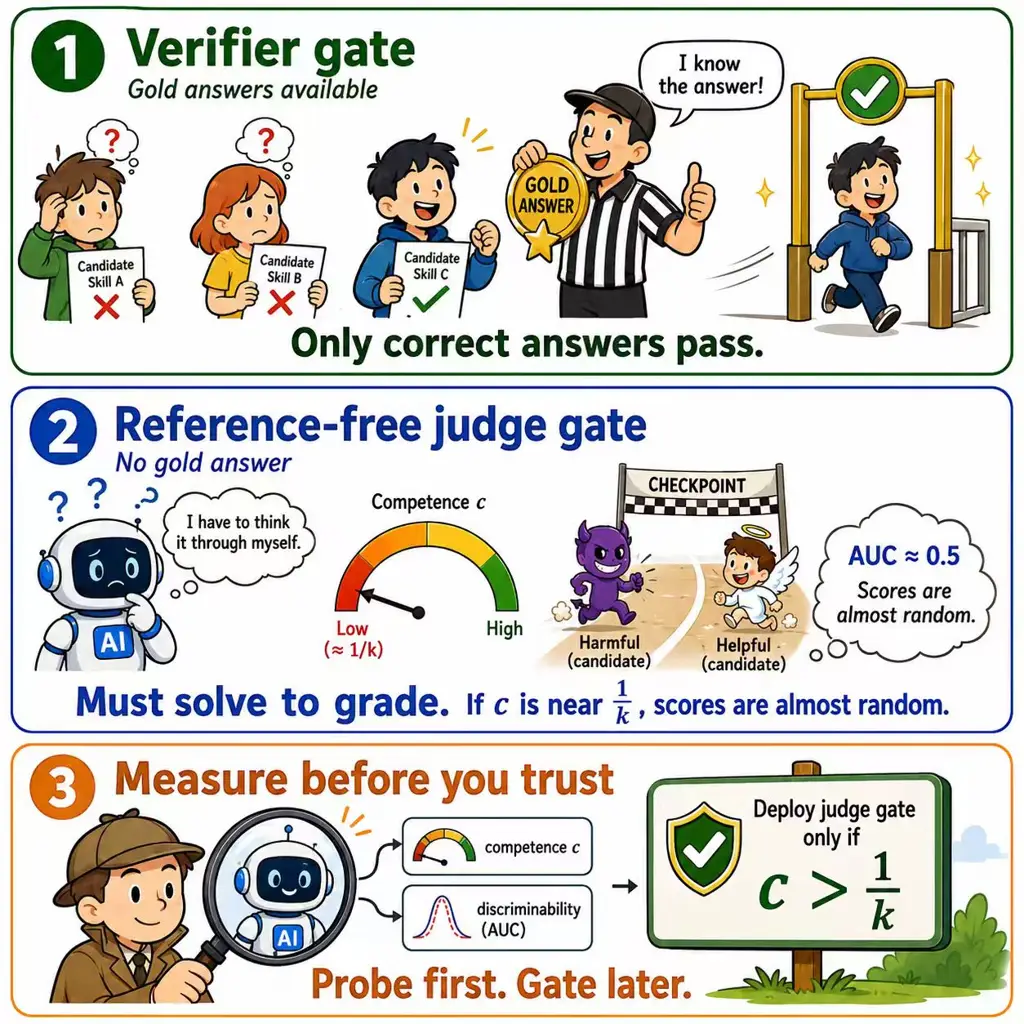 1 Verifier gate
Gold answers available
?
?
I know
the answer!
GOLD
ANSWER
Candidate
Skill A
Candidate
Skill B
Candidate
Skill C
Only correct answers pass.
2 Reference-free judge gate
No gold answer
? ? ?
I have to think
it through myself.
AI
Competence c
Low
(≈ 1/k)
High
CHECKPOINT
Harmful
(candidate)
Helpful
(candidate)
AUC ≈ 0.5
Scores are
almost random.
Must solve to grade. If c is near 1/k, scores are almost random.
3 Measure before you trust
AI
competence c
discriminability
(AUC)
Deploy judge gate
only if
c > 1/k
Probe first. Gate later.